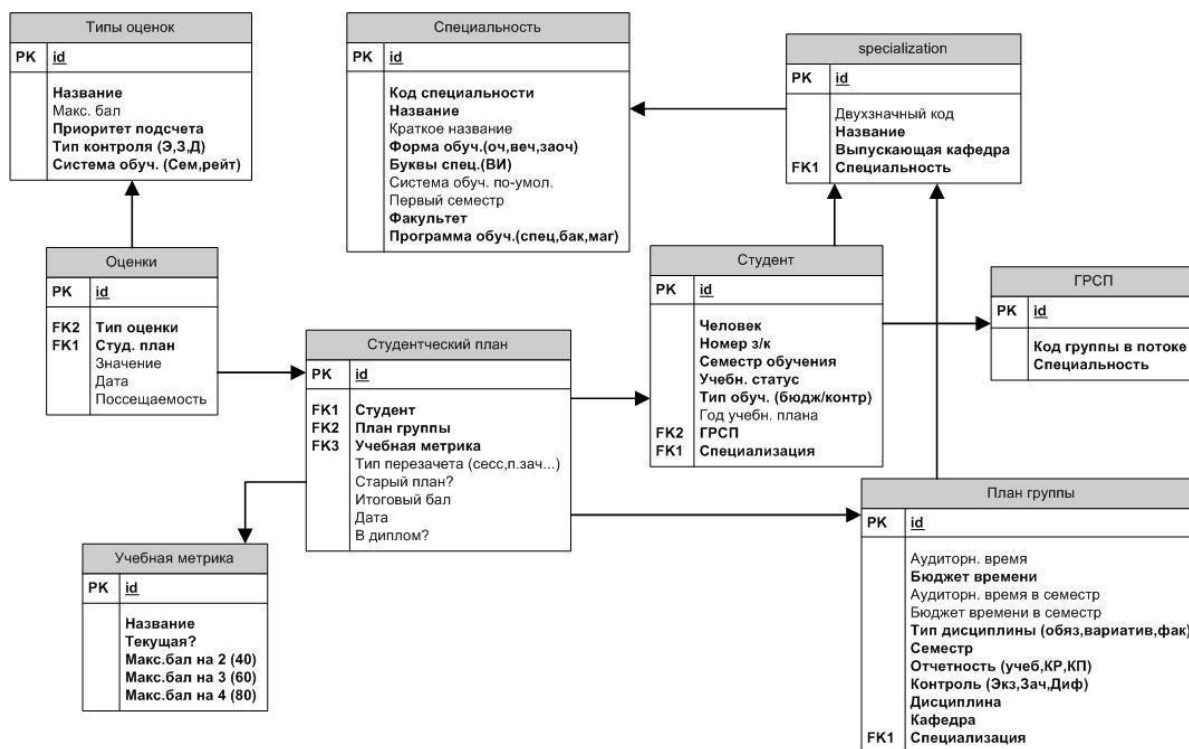 Типы оценок
PK id
Название
Макс. бал
Приоритет подсчета
Тип контроля (Э,З,Д)
Система обуч. (Сем,рейт)
Специальность
PK id
Код специальности
Название
Краткое название
Форма обуч.(оч,веч,заоч)
Буквы спец.(ВИ)
Система обуч. по-умол.
Первый семестр
Факультет
Программа обуч.(спец,бак,маг)
specialization
PK id
Двухзначный код
Название
Выпускающая кафедра
FK1 Специальность
Оценки
PK id
FK2 Тип оценки
FK1 Студ. план
Значение
Дата
Поссещаемость
Студентческий план
PK id
FK1 Студент
FK2 План группы
FK3 Учебная метрика
Тип перезачета (сесс,п.зач...)
Старый план?
Итоговый бал
Дата
В диплом?
Студент
PK id
Человек
Номер з/к
Семестр обучения
Учебн. статус
Тип обуч. (бюдж/контр)
Год учебн. плана
FK2 ГРСП
FK1 Специализация
ГРСП
PK id
Код группы в потоке
Специальность
Учебная метрика
PK id
Название
Текущая?
Макс.бал на 2 (40)
Макс.бал на 3 (60)
Макс.бал на 4 (80)
План группы
PK id
Аудиторн. время
Бюджет времени
Аудиторн. время в семестр
Бюджет времени в семестр
Тип дисциплины (обяз,вариатив,фак)
Семестр
Отчетность (учеб,КР,КП)
Контроль (Экз,Зач,Диф)
Дисциплина
Кафедра
FK1 Специализация